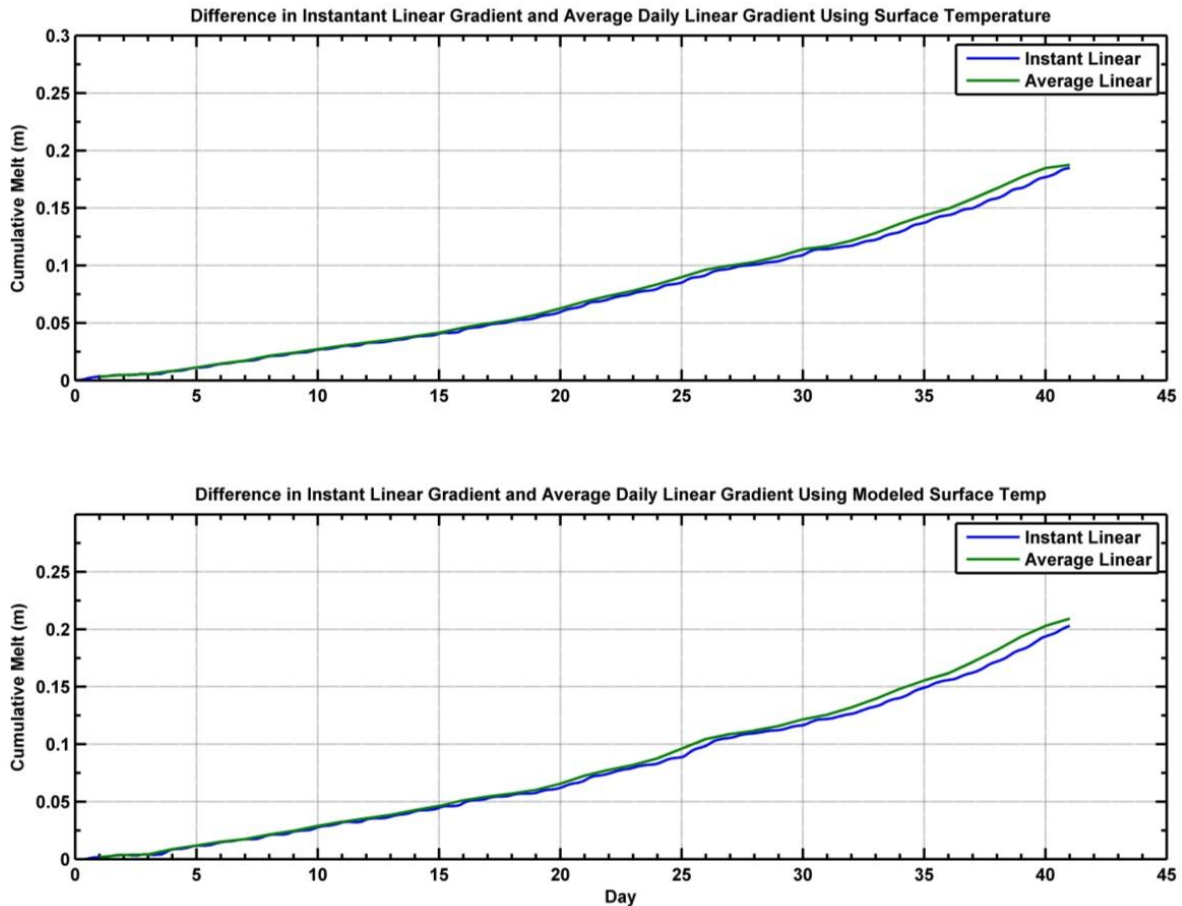 Difference in Instantant Linear Gradient and Average Daily Linear Gradient Using Surface Temperature
0.3
0.25
0.2
0.15
0.1
0.05
0
Cumulative Melt (m)
Instant Linear
Average Linear
0 5 10 15 20 25 30 35 40 45
Difference in Instant Linear Gradient and Average Daily Linear Gradient Using Modeled Surface Temp
0.25
0.2
0.15
0.1
0.05
0
Cumulative Melt (m)
Instant Linear
Average Linear
0 5 10 15 20 25 30 35 40 45
Day